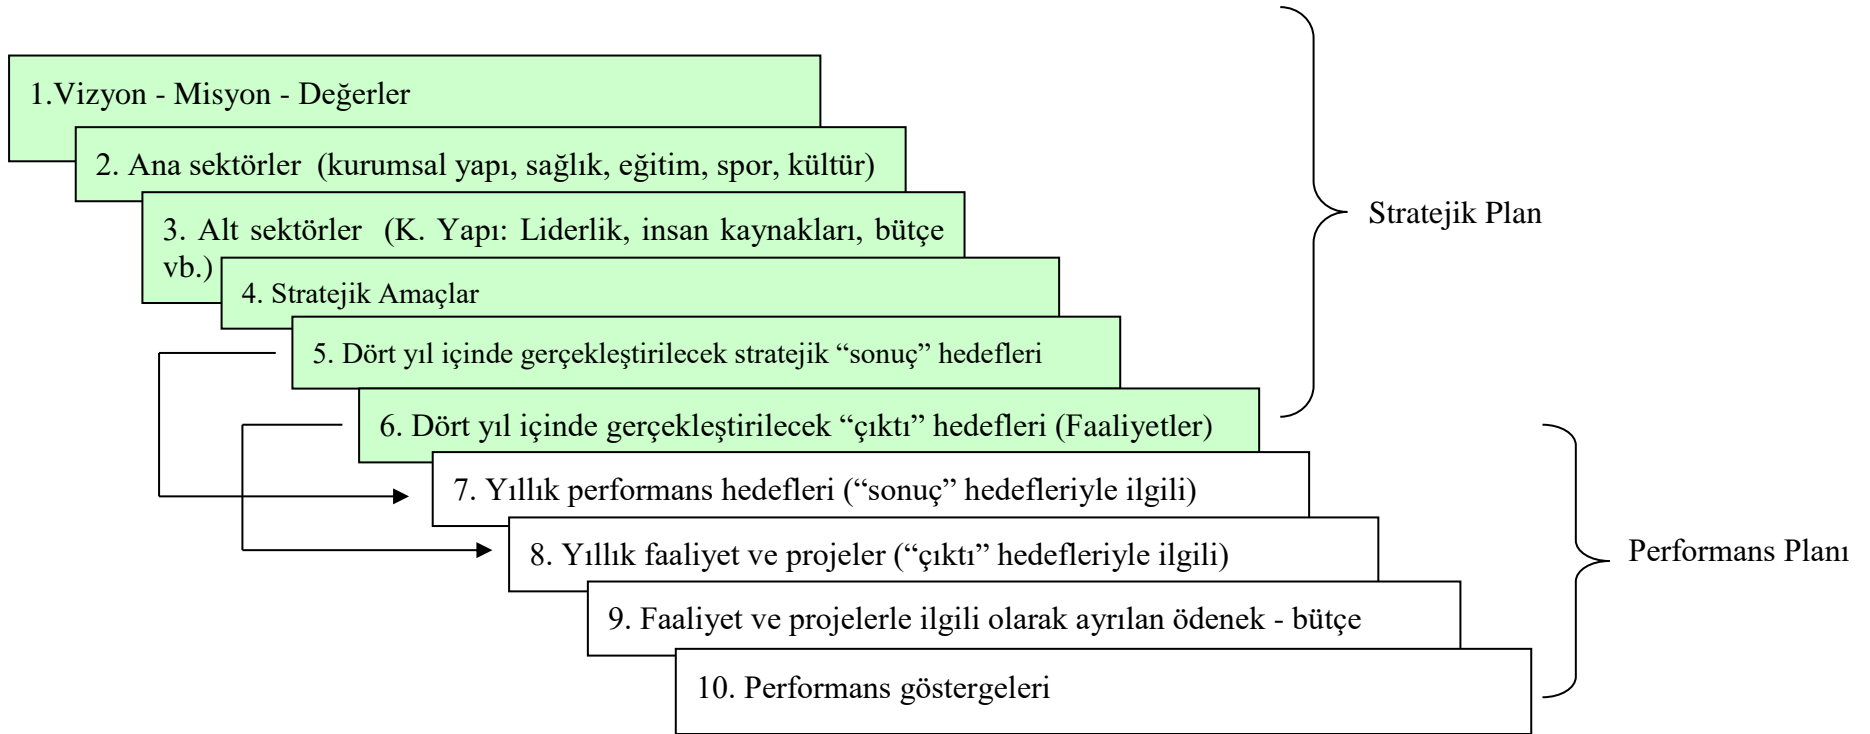 1.Vizyon - Misyon - Değerler
2. Ana sektörler (kurumsal yapı, sağlık, eğitim, spor, kültür)
3. Alt sektörler (K. Yapı: Liderlik, insan kaynakları, bütçe
vb.)
Stratejik Plan
4. Stratejik Amaçlar
5. Dört yıl içinde gerçekleştirilecek stratejik “sonuç” hedefleri
6. Dört yıl içinde gerçekleştirilecek “çıktı” hedefleri (Faaliyetler)
7. Yıllık performans hedefleri (“sonuç” hedefleriyle ilgili)
8. Yıllık faaliyet ve projeler (“çıktı” hedefleriyle ilgili)
Performans Planı
9. Faaliyet ve projelerle ilgili olarak ayrılan ödenek - bütçe
10. Performans göstergeleri